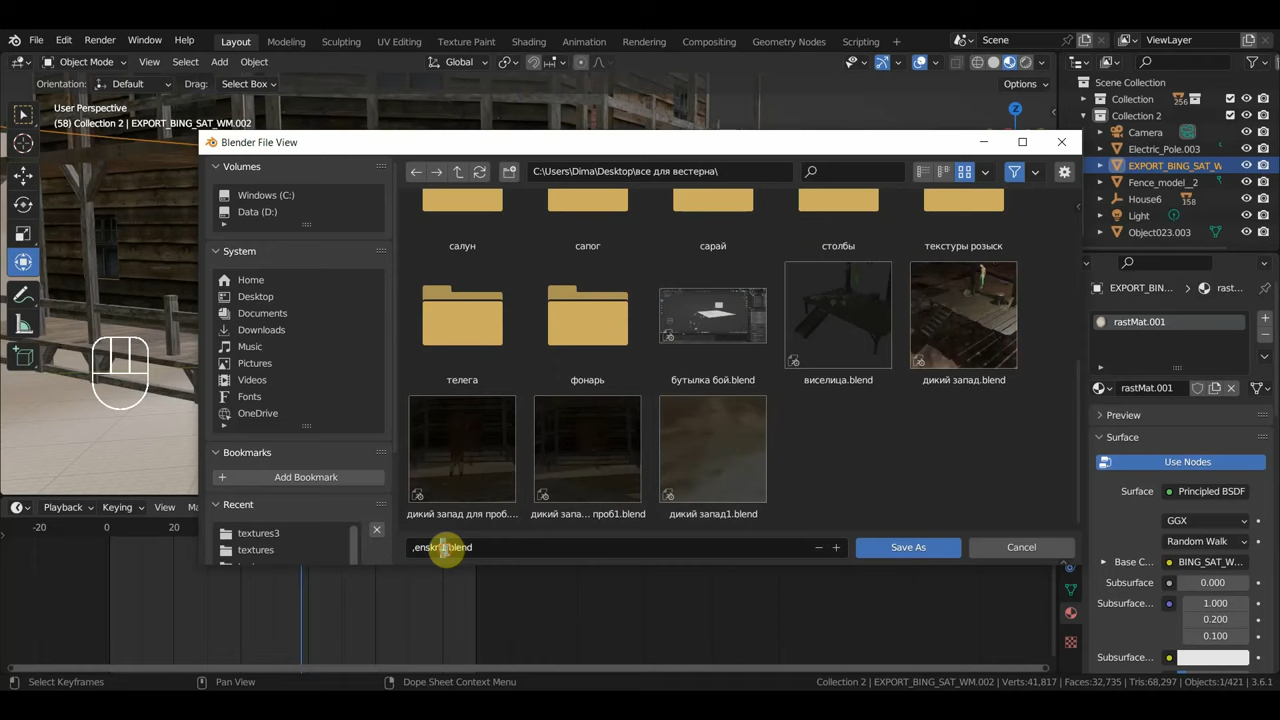 File Edit Render Window Help Layout Modeling Sculpting UV Editing Texture Paint Shading Animation Rendering Compositing Geometry Nodes Scripting + Scene ViewLayer
Object Mode View Select Add Object Global
Orientation: Default Drag: Select Box Options
User Perspective
(58) Collection 2 | EXPORT_BING_SAT_WM.002
Z
Scene Collection
Collection 256
Collection 2
Camera
Electric_Pole.003
EXPORT_BING_SAT_W
Fence_model__2
House6 158
Light
Object023.003
Blender File View
Volumes
Windows (C:)
Data (D:)
System
Home
Desktop
Documents
Downloads
Music
Pictures
Videos
Fonts
OneDrive
Bookmarks
Add Bookmark
Recent
textures3
textures
C:\Users\Dima\Desktop\все для вестерна\
салун сапог сарай столбы текстуры розыск
телега фонарь бутылка бой.blend виселица.blend дикий запад.blend
дикий запад для проб.... дикий запа... проб1.blend дикий запад1.blend
Save As Cancel
EXPORT_BIN... rast...
rastMat.001
rastMat.001
Preview
Surface
Use Nodes
Surface Principled BSDF
GGX
Random Walk
Base C... BING_SAT_W...
Subsurface 0.000
Subsurface... 1.000
0.200
0.100
Subsurface...
Playback Keying View
-20 0 20
Select Keyframes Pan View Dope Sheet Context Menu Collection 2 | EXPORT_BING_SAT_WM.002 | Verts:41,817 | Faces:32,735 | Tris:68,297 | Objects:1/421 | 3.6.1